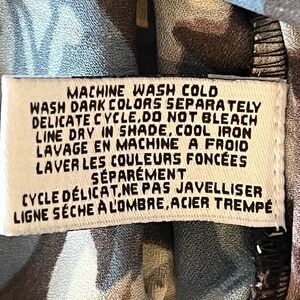 MACHINE WASH COLD
WASH DARK COLORS SEPARATELY
DELICATE CYCLE,DO NOT BLEACH
LINE DRY IN SHADE, COOL IRON
LAVAGE EN MACHINE A FROID
LAVER LES COULEURS FONCÉES
SÉPARÉMENT
CYCLE DÉLICAT,NE PAS JAVELLISER
LIGNE SÉCHE À L'OMBRE, ACIER TREMPÉ